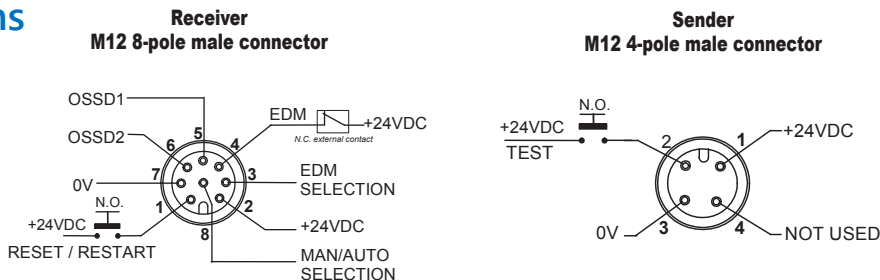 ns
Receiver
M12 8-pole male connector
OSSD1
OSSD2
0V
N.O.
+24VDC
RESET / RESTART
5
6
4
7
3
1
2
8
EDM
+24VDC
N.C. external contact
EDM
SELECTION
+24VDC
MAN/AUTO
SELECTION
Sender
M12 4-pole male connector
N.O.
+24VDC
TEST
2
1
+24VDC
0V
3
4
NOT USED